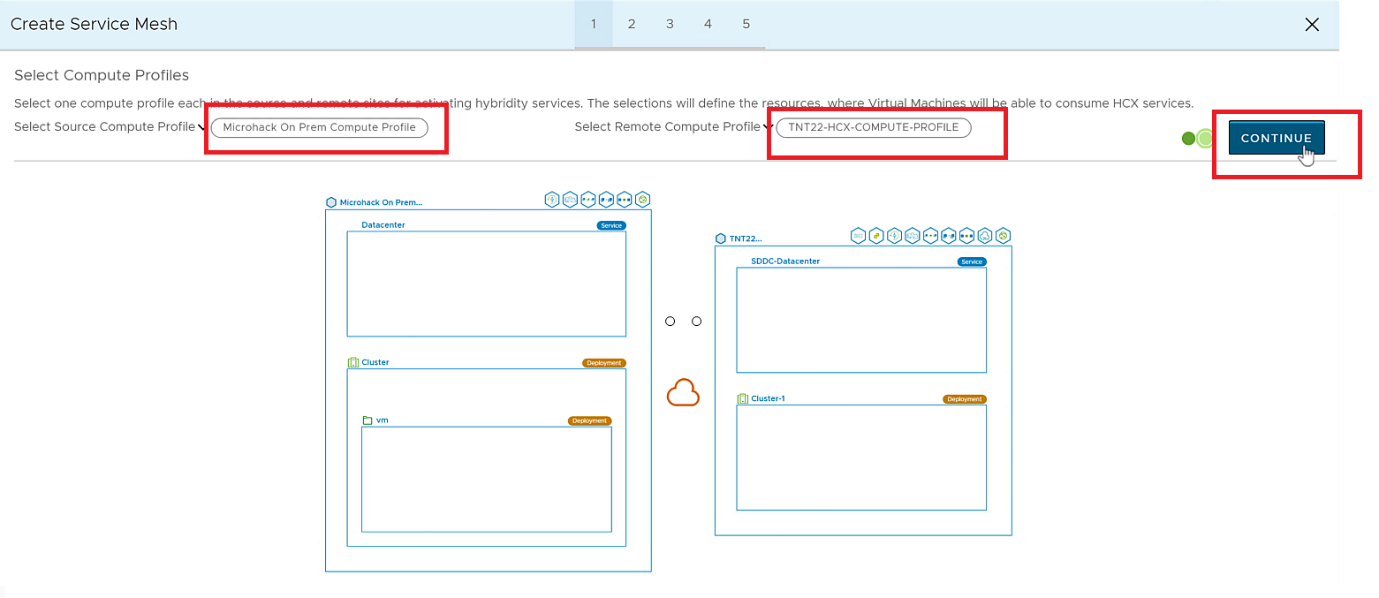 Create Service Mesh
1 2 3 4 5
Select Compute Profiles
Select one compute profile each in the source and remote sites for activating hybridity services. The selections will define the resources, where Virtual Machines will be able to consume HCX services.
Select Source Compute Profile Microhack On Prem Compute Profile Select Remote Compute Profile TNT22-HCX-COMPUTE-PROFILE CONTINUE
Microhack On Prem...
Datacenter Service
TNT22...
SDDC-Datacenter Service
Cluster Deployment
Cluster-1 Deployment
vm Deployment